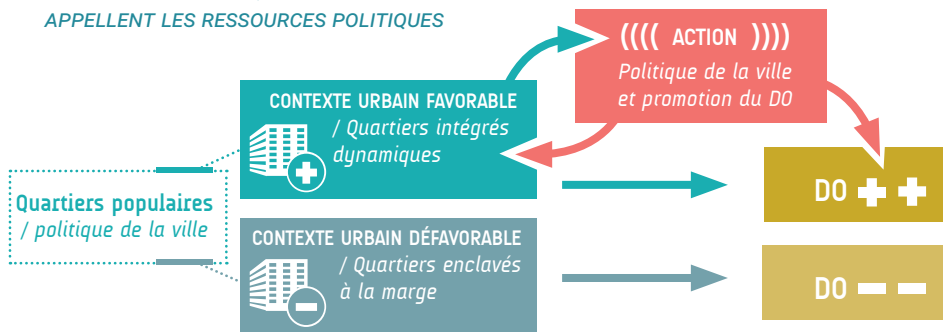 APPELLENT LES RESSOURCES POLITIQUES
(((( ACTION ))))
Politique de la ville
et promotion du DO
CONTEXTE URBAIN FAVORABLE
/ Quartiers intégrés
dynamiques
+
DO + +
Quartiers populaires
/ politique de la ville
CONTEXTE URBAIN DÉFAVORABLE
/ Quartiers enclavés
à la marge
−
DO − −